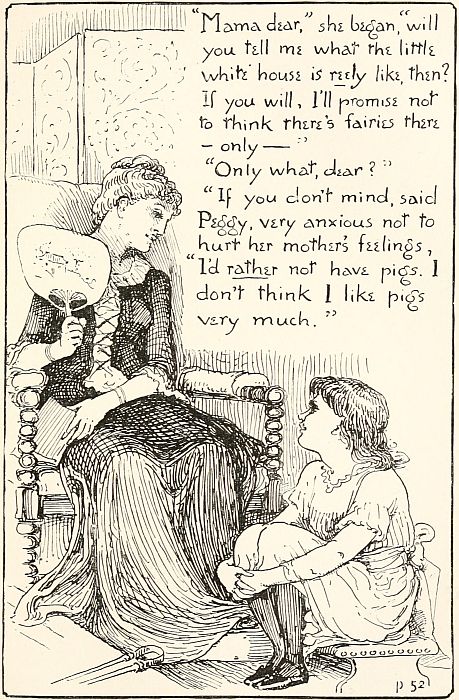 "Mama dear," she began, "will
you tell me what the little
white house is reely like, then?
If you will, I'll promise not
to think there's fairies there
– only — "
"Only what, dear?"
"If you don't mind, said
Peggy, very anxious not to
hurt her mother's feelings,
"I'd rather not have pigs. I
don't think I like pigs
very much."
p 52